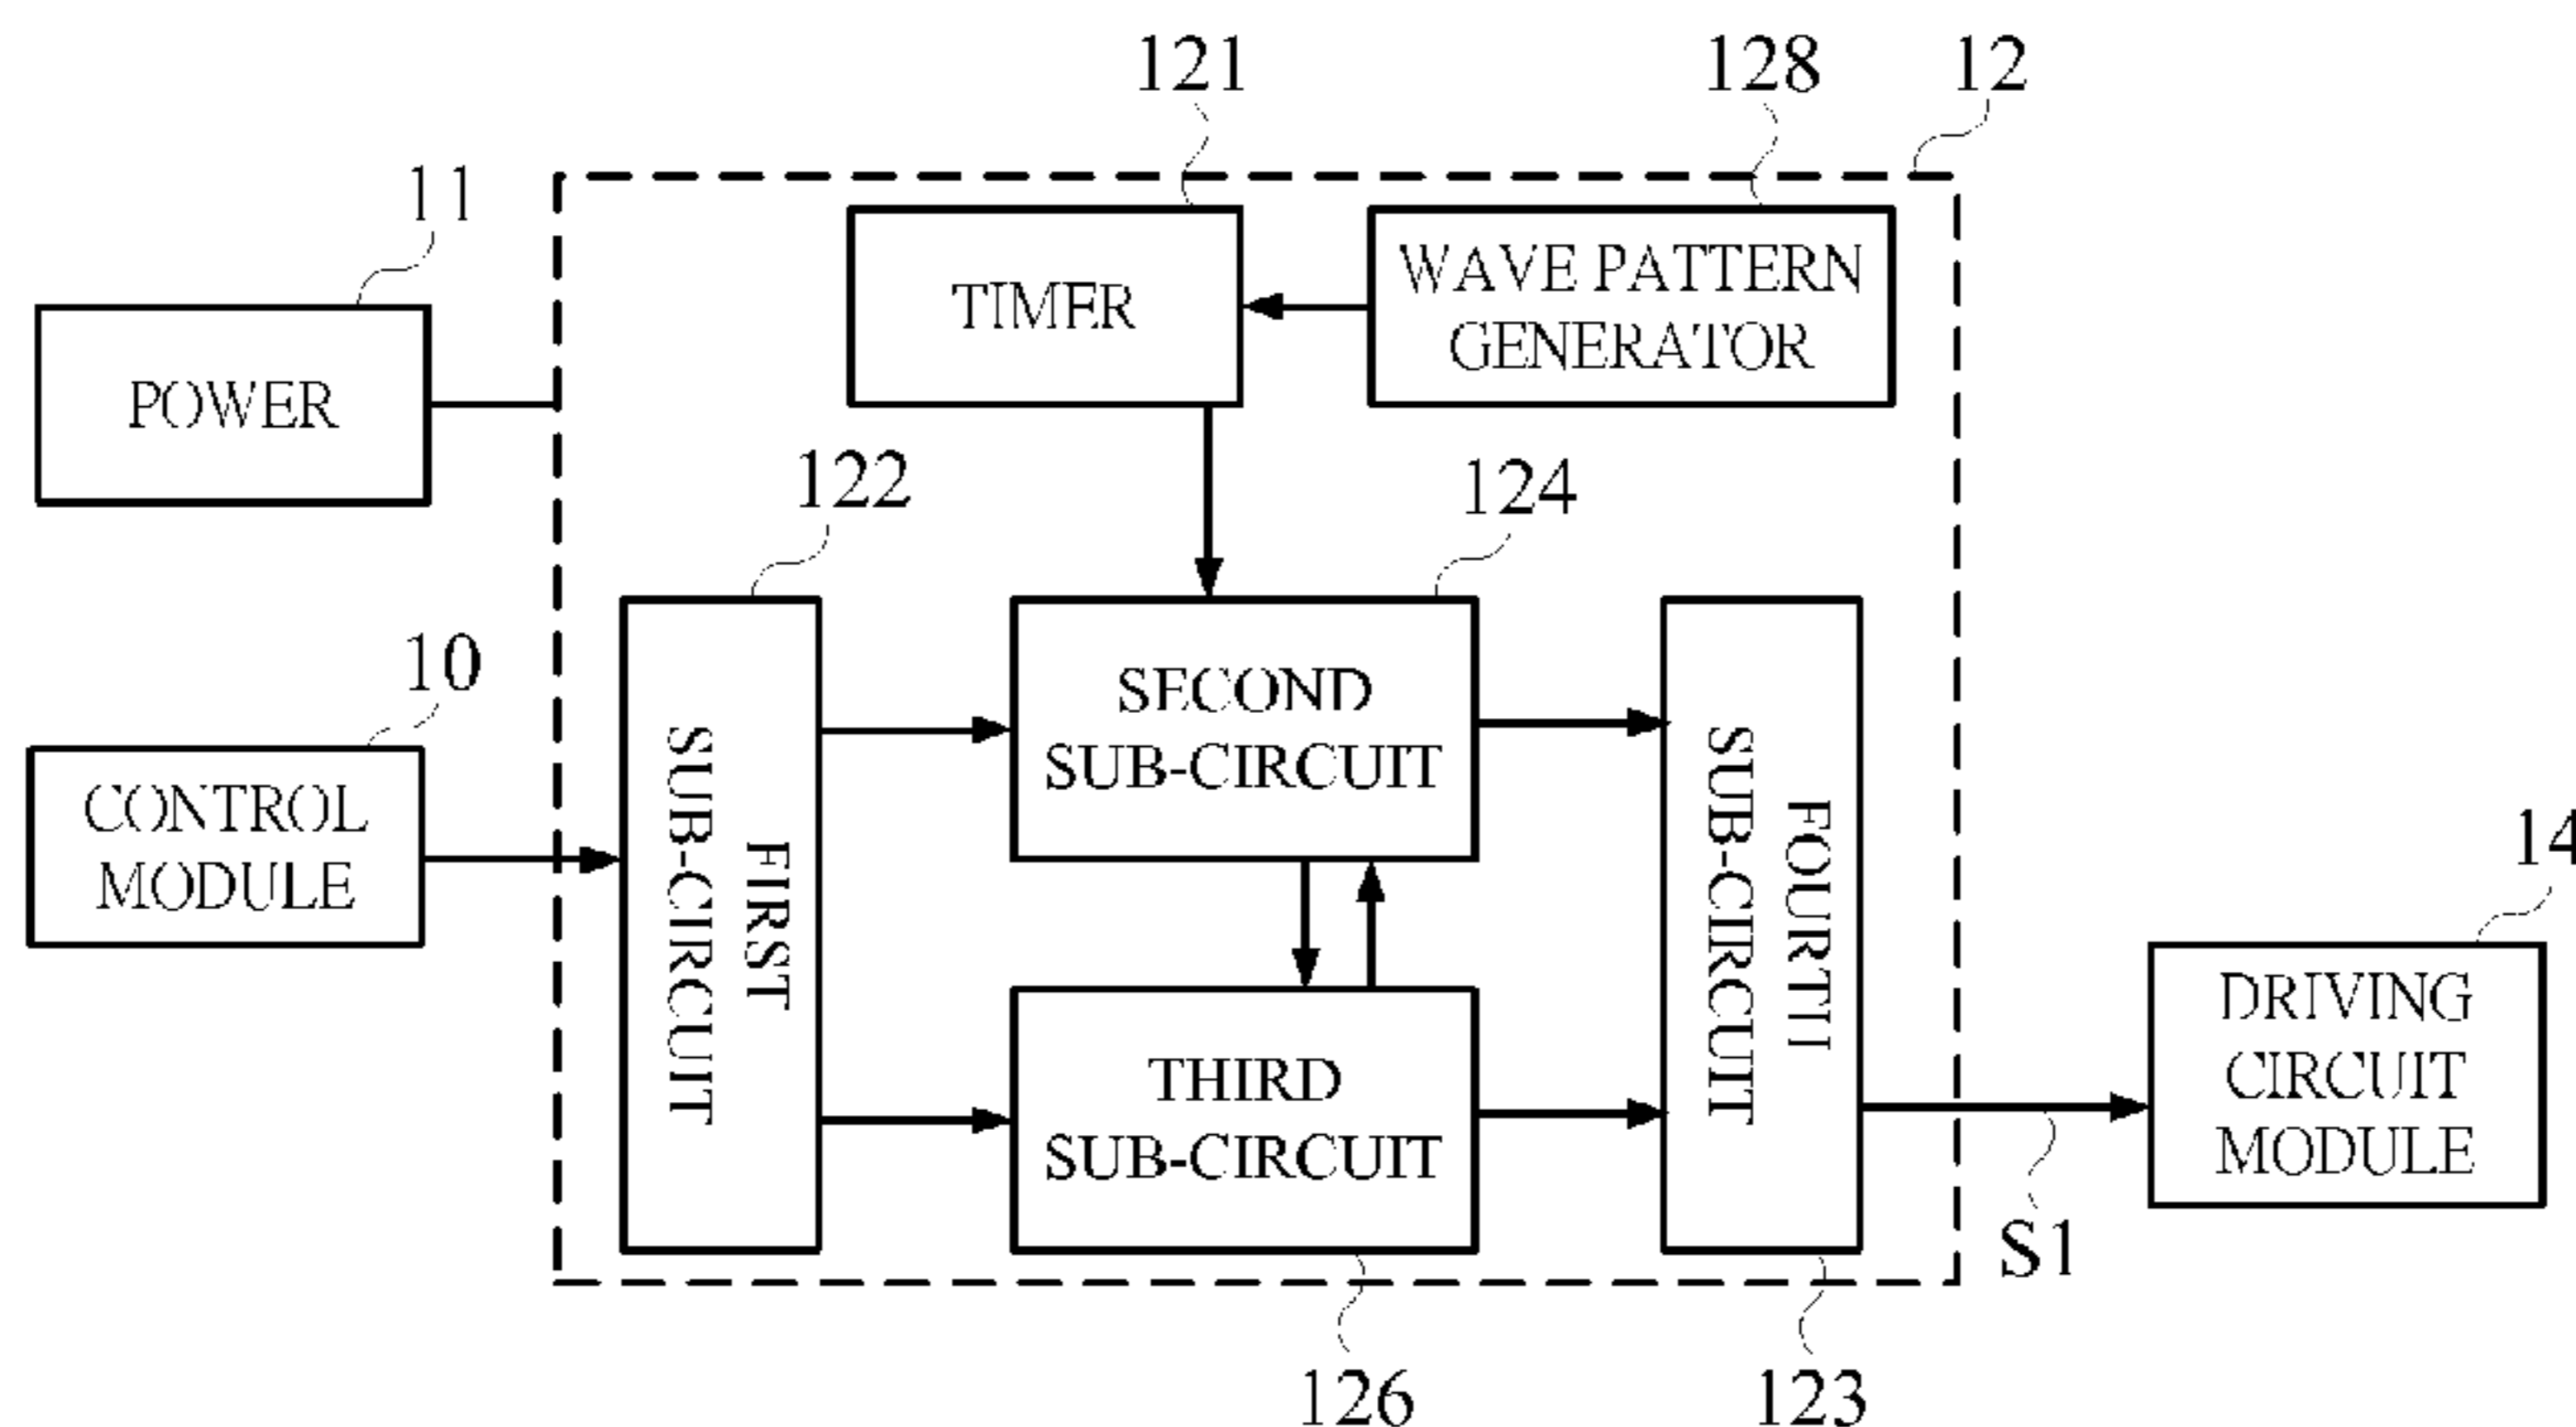 121
128
12
11
TIMER
WAVE PATTERN
GENERATOR
POWER
122
124
10
CONTROL
MODULE
FIRST
SUB-CIRCUIT
SECOND
SUB-CIRCUIT
THIRD
SUB-CIRCUIT
FOURTH
SUB-CIRCUIT
14
DRIVING
CIRCUIT
MODULE
S1
126
123